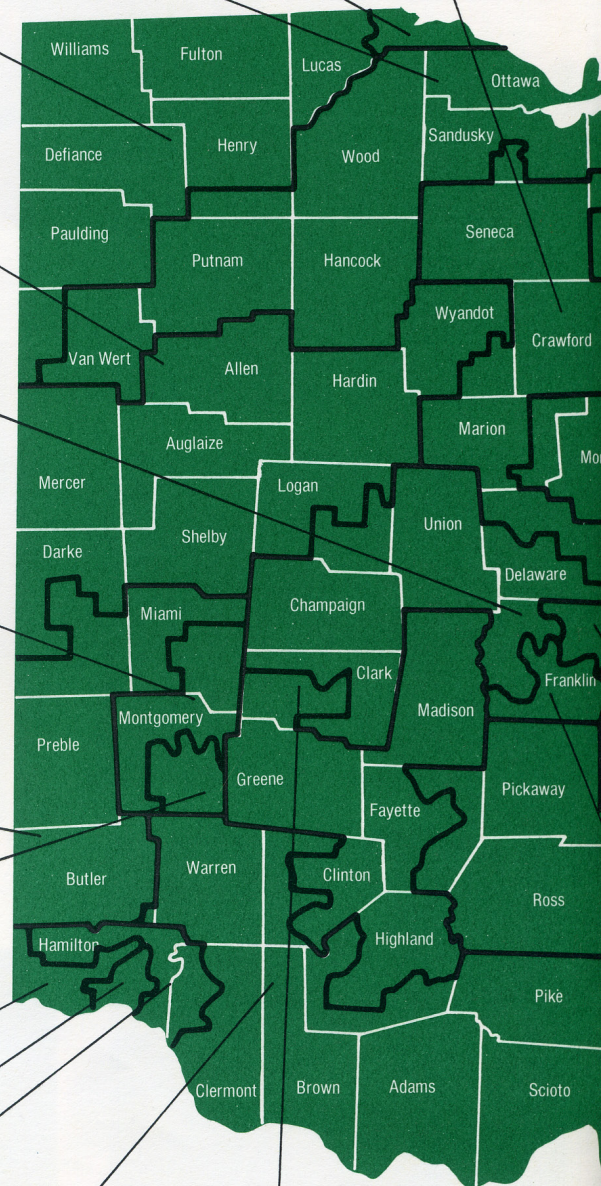 Williams
Fulton
Lucas
Ottawa
Defiance
Henry
Wood
Sandusky
Paulding
Putnam
Hancock
Seneca
Van Wert
Allen
Hardin
Wyandot
Crawford
Mercer
Auglaize
Logan
Marion
Mo
Darke
Shelby
Union
Delaware
Miami
Champaign
Clark
Franklin
Preble
Montgomery
Greene
Madison
Pickaway
Fayette
Butler
Warren
Clinton
Ross
Hamilton
Highland
Pike
Clermont
Brown
Adams
Scioto